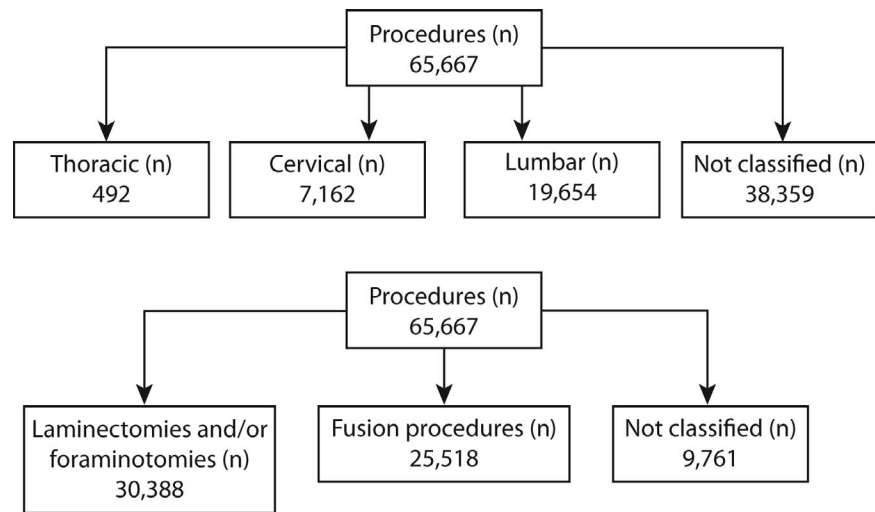 Procedures (n)
65,667
Thoracic (n)
492
Cervical (n)
7,162
Lumbar (n)
19,654
Not classified (n)
38,359
Procedures (n)
65,667
Laminectomies and/or
foraminotomies (n)
30,388
Fusion procedures (n)
25,518
Not classified (n)
9,761